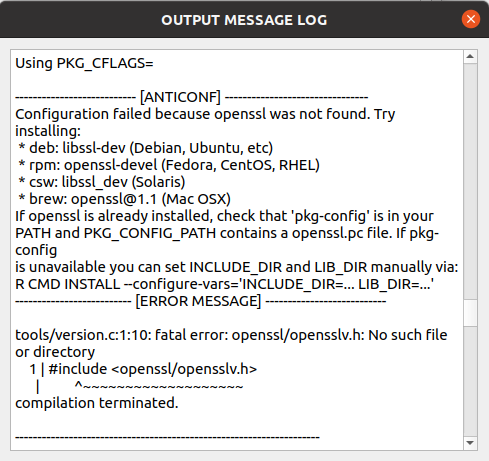 OUTPUT MESSAGE LOG
Using PKG_CFLAGS=
--------------------------- [ANTICONF] --------------------------------
Configuration failed because openssl was not found. Try
installing:
* deb: libssl-dev (Debian, Ubuntu, etc)
* rpm: openssl-devel (Fedora, CentOS, RHEL)
* csw: libssl_dev (Solaris)
* brew: openssl@1.1 (Mac OSX)
If openssl is already installed, check that 'pkg-config' is in your
PATH and PKG_CONFIG_PATH contains a openssl.pc file. If pkg-
config
is unavailable you can set INCLUDE_DIR and LIB_DIR manually via:
R CMD INSTALL --configure-vars='INCLUDE_DIR=... LIB_DIR=...'
-------------------------- [ERROR MESSAGE] ---------------------------
tools/version.c:1:10: fatal error: openssl/opensslv.h: No such file
or directory
1 | #include <openssl/opensslv.h>
| ^~~~~~~~~~~~~~~~~~~~
compilation terminated.
--------------------------------------------------------------------